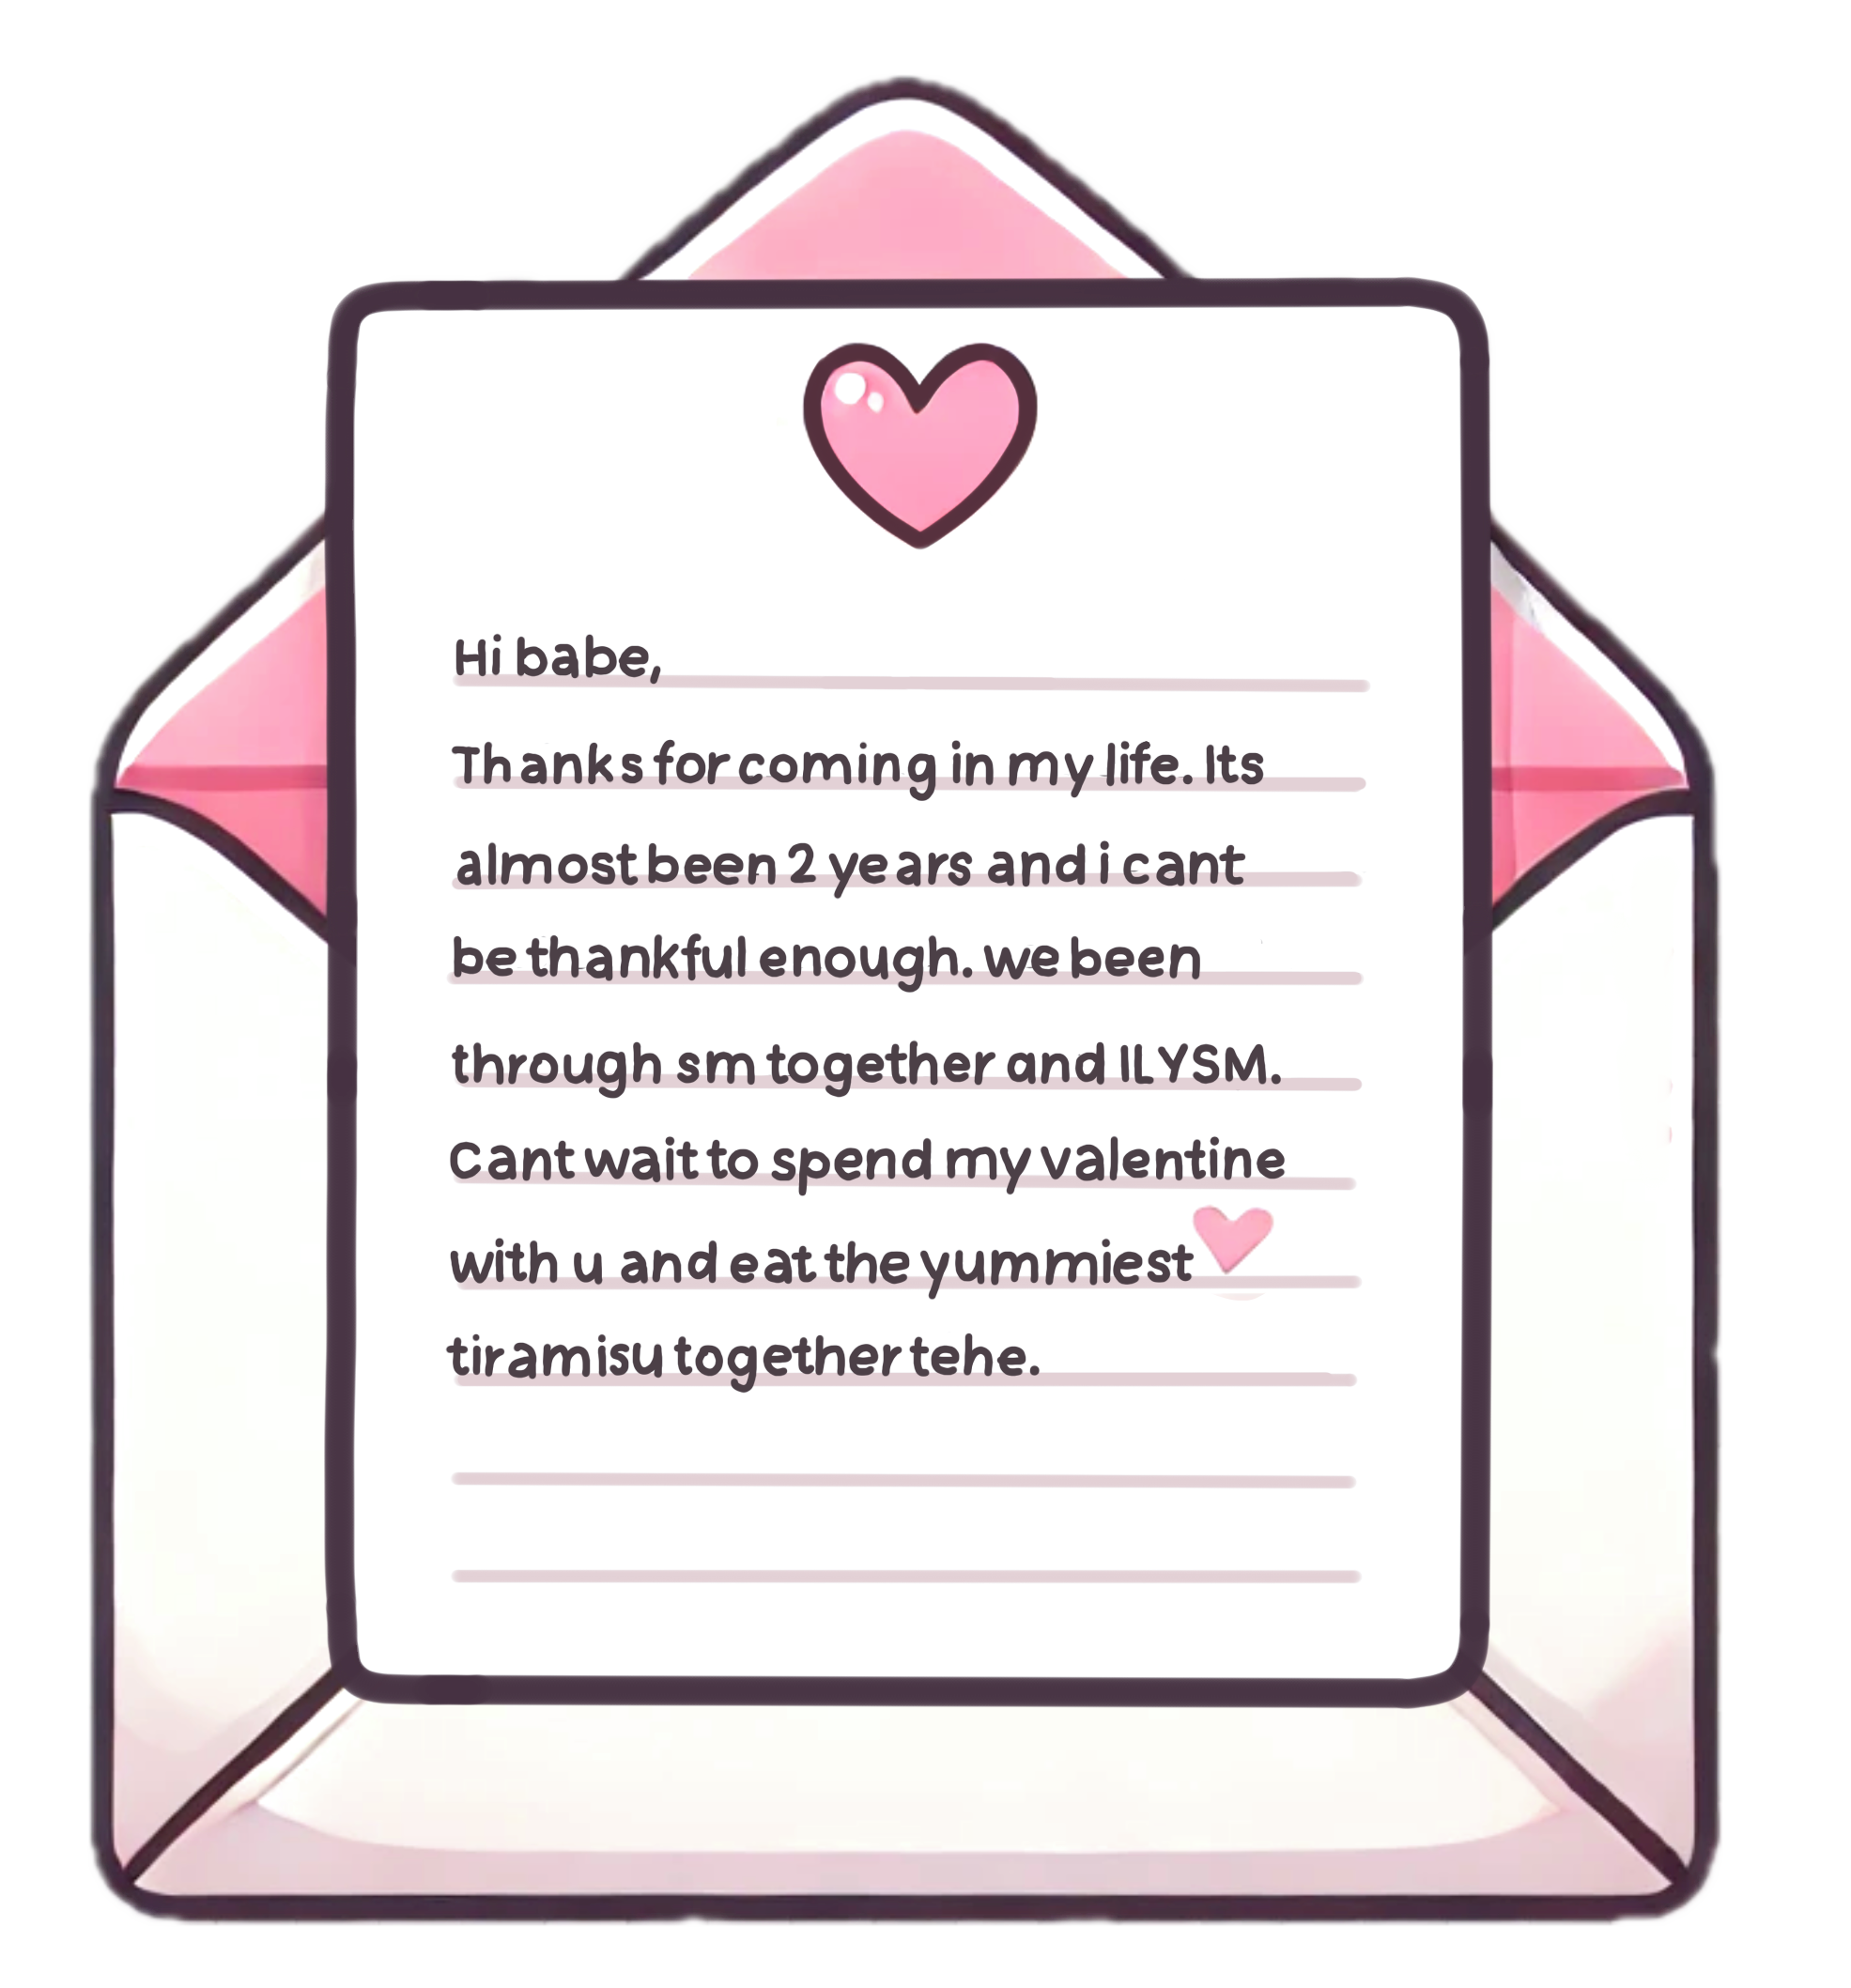 Hi babe,
Thanks for coming in my life. Its
almost been 2 years and i cant
be thankful enough. we been
through sm together and ILYSM.
Cant wait to spend my valentine
with u and eat the yummiest
tiramisu together tehe.